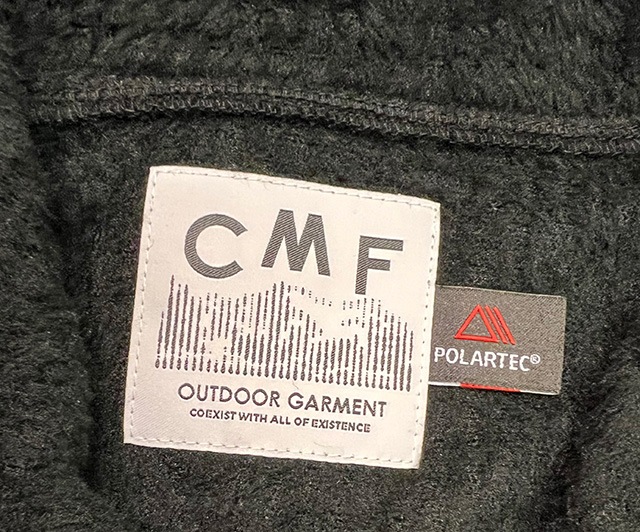 CMF
OUTDOOR GARMENT
COEXIST WITH ALL OF EXISTENCE
POLARTEC®